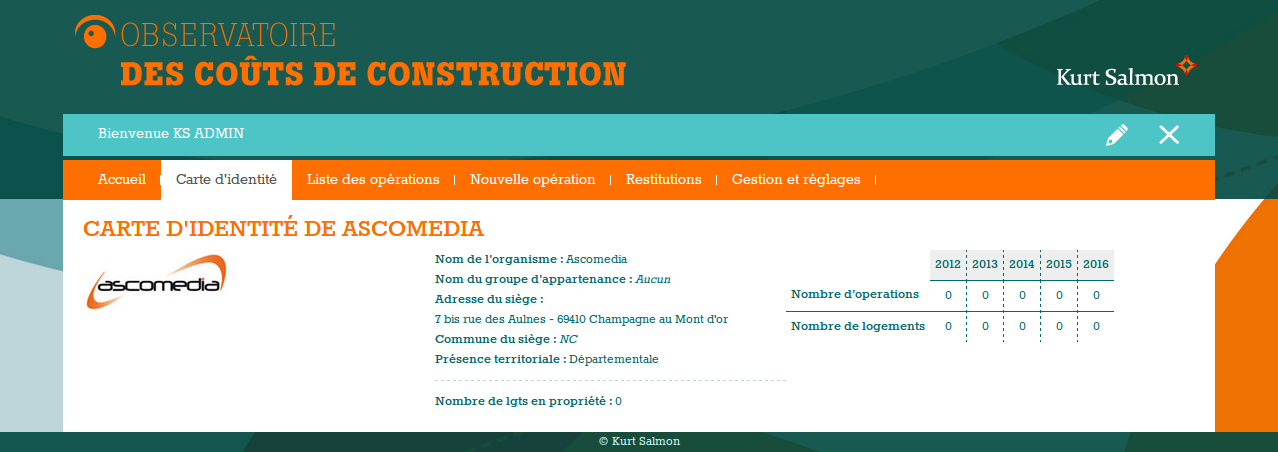 OBSERVATOIRE
DES COÛTS DE CONSTRUCTION
Kurt Salmon
Bienvenue KS ADMIN
Accueil Carte d'identité Liste des opérations Nouvelle opération Restitutions Gestion et réglages
CARTE D'IDENTITÉ DE ASCOMEDIA
ascomedia
Nom de l'organisme : Ascomedia
Nom du groupe d'appartenance : Aucun
Adresse du siège :
7 bis rue des Aulnes - 69410 Champagne au Mont d'or
Commune du siège : NC
Présence territoriale : Départementale
Nombre de lgts en propriété : 0
2012 2013 2014 2015 2016
Nombre d'operations 0 0 0 0 0
Nombre de logements 0 0 0 0 0
© Kurt Salmon